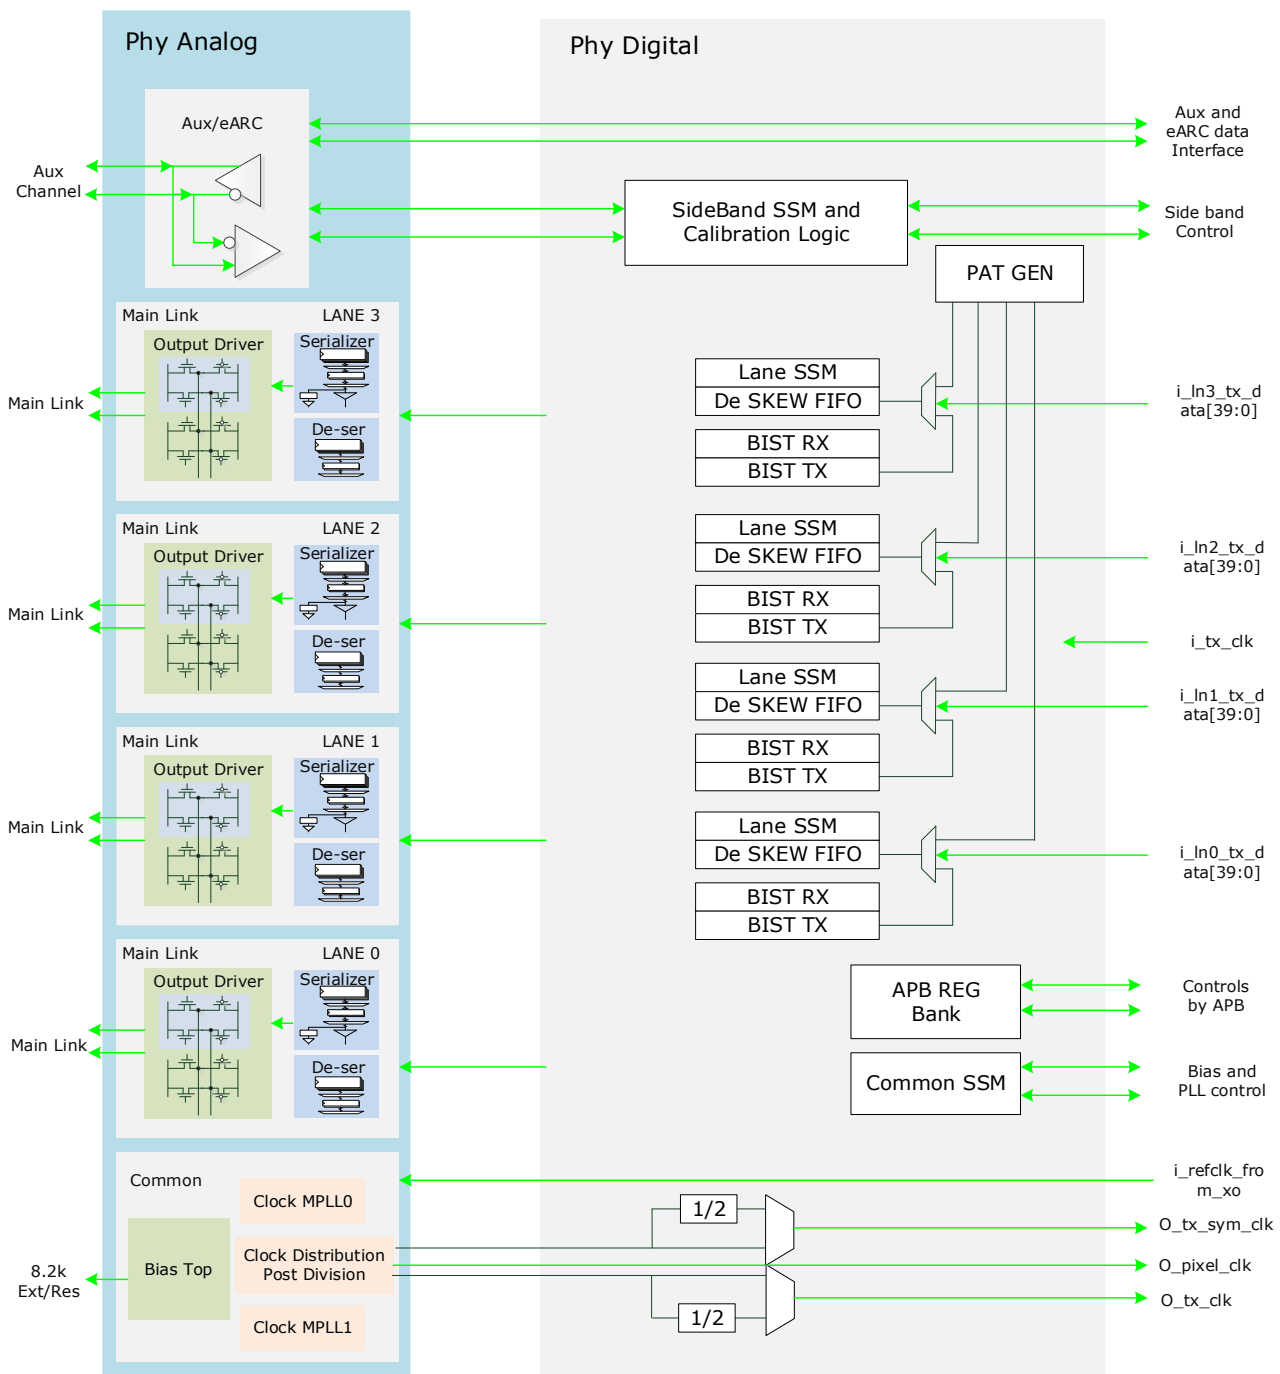 Phy Analog
Phy Digital
Aux/eARC
Aux
Channel
Aux and
eARC data
Interface
SideBand SSM and
Calibration Logic
Side band
Control
PAT GEN
Main Link
LANE 3
Output Driver
Serializer
De-ser
Main Link
Lane SSM
De SKEW FIFO
BIST RX
BIST TX
i_ln3_tx_d
ata[39:0]
Main Link
LANE 2
Output Driver
Serializer
De-ser
Main Link
Lane SSM
De SKEW FIFO
BIST RX
BIST TX
i_ln2_tx_d
ata[39:0]
i_tx_clk
Main Link
LANE 1
Output Driver
Serializer
De-ser
Main Link
Lane SSM
De SKEW FIFO
BIST RX
BIST TX
i_ln1_tx_d
ata[39:0]
Lane SSM
De SKEW FIFO
BIST RX
BIST TX
i_ln0_tx_d
ata[39:0]
Main Link
LANE 0
Output Driver
Serializer
De-ser
Main Link
APB REG
Bank
Controls
by APB
Common SSM
Bias and
PLL control
Common
Clock MPLL0
Bias Top
Clock Distribution
Post Division
Clock MPLL1
8.2k
Ext/Res
1/2
1/2
i_refclk_fro
m_xo
O_tx_sym_clk
O_pixel_clk
O_tx_clk